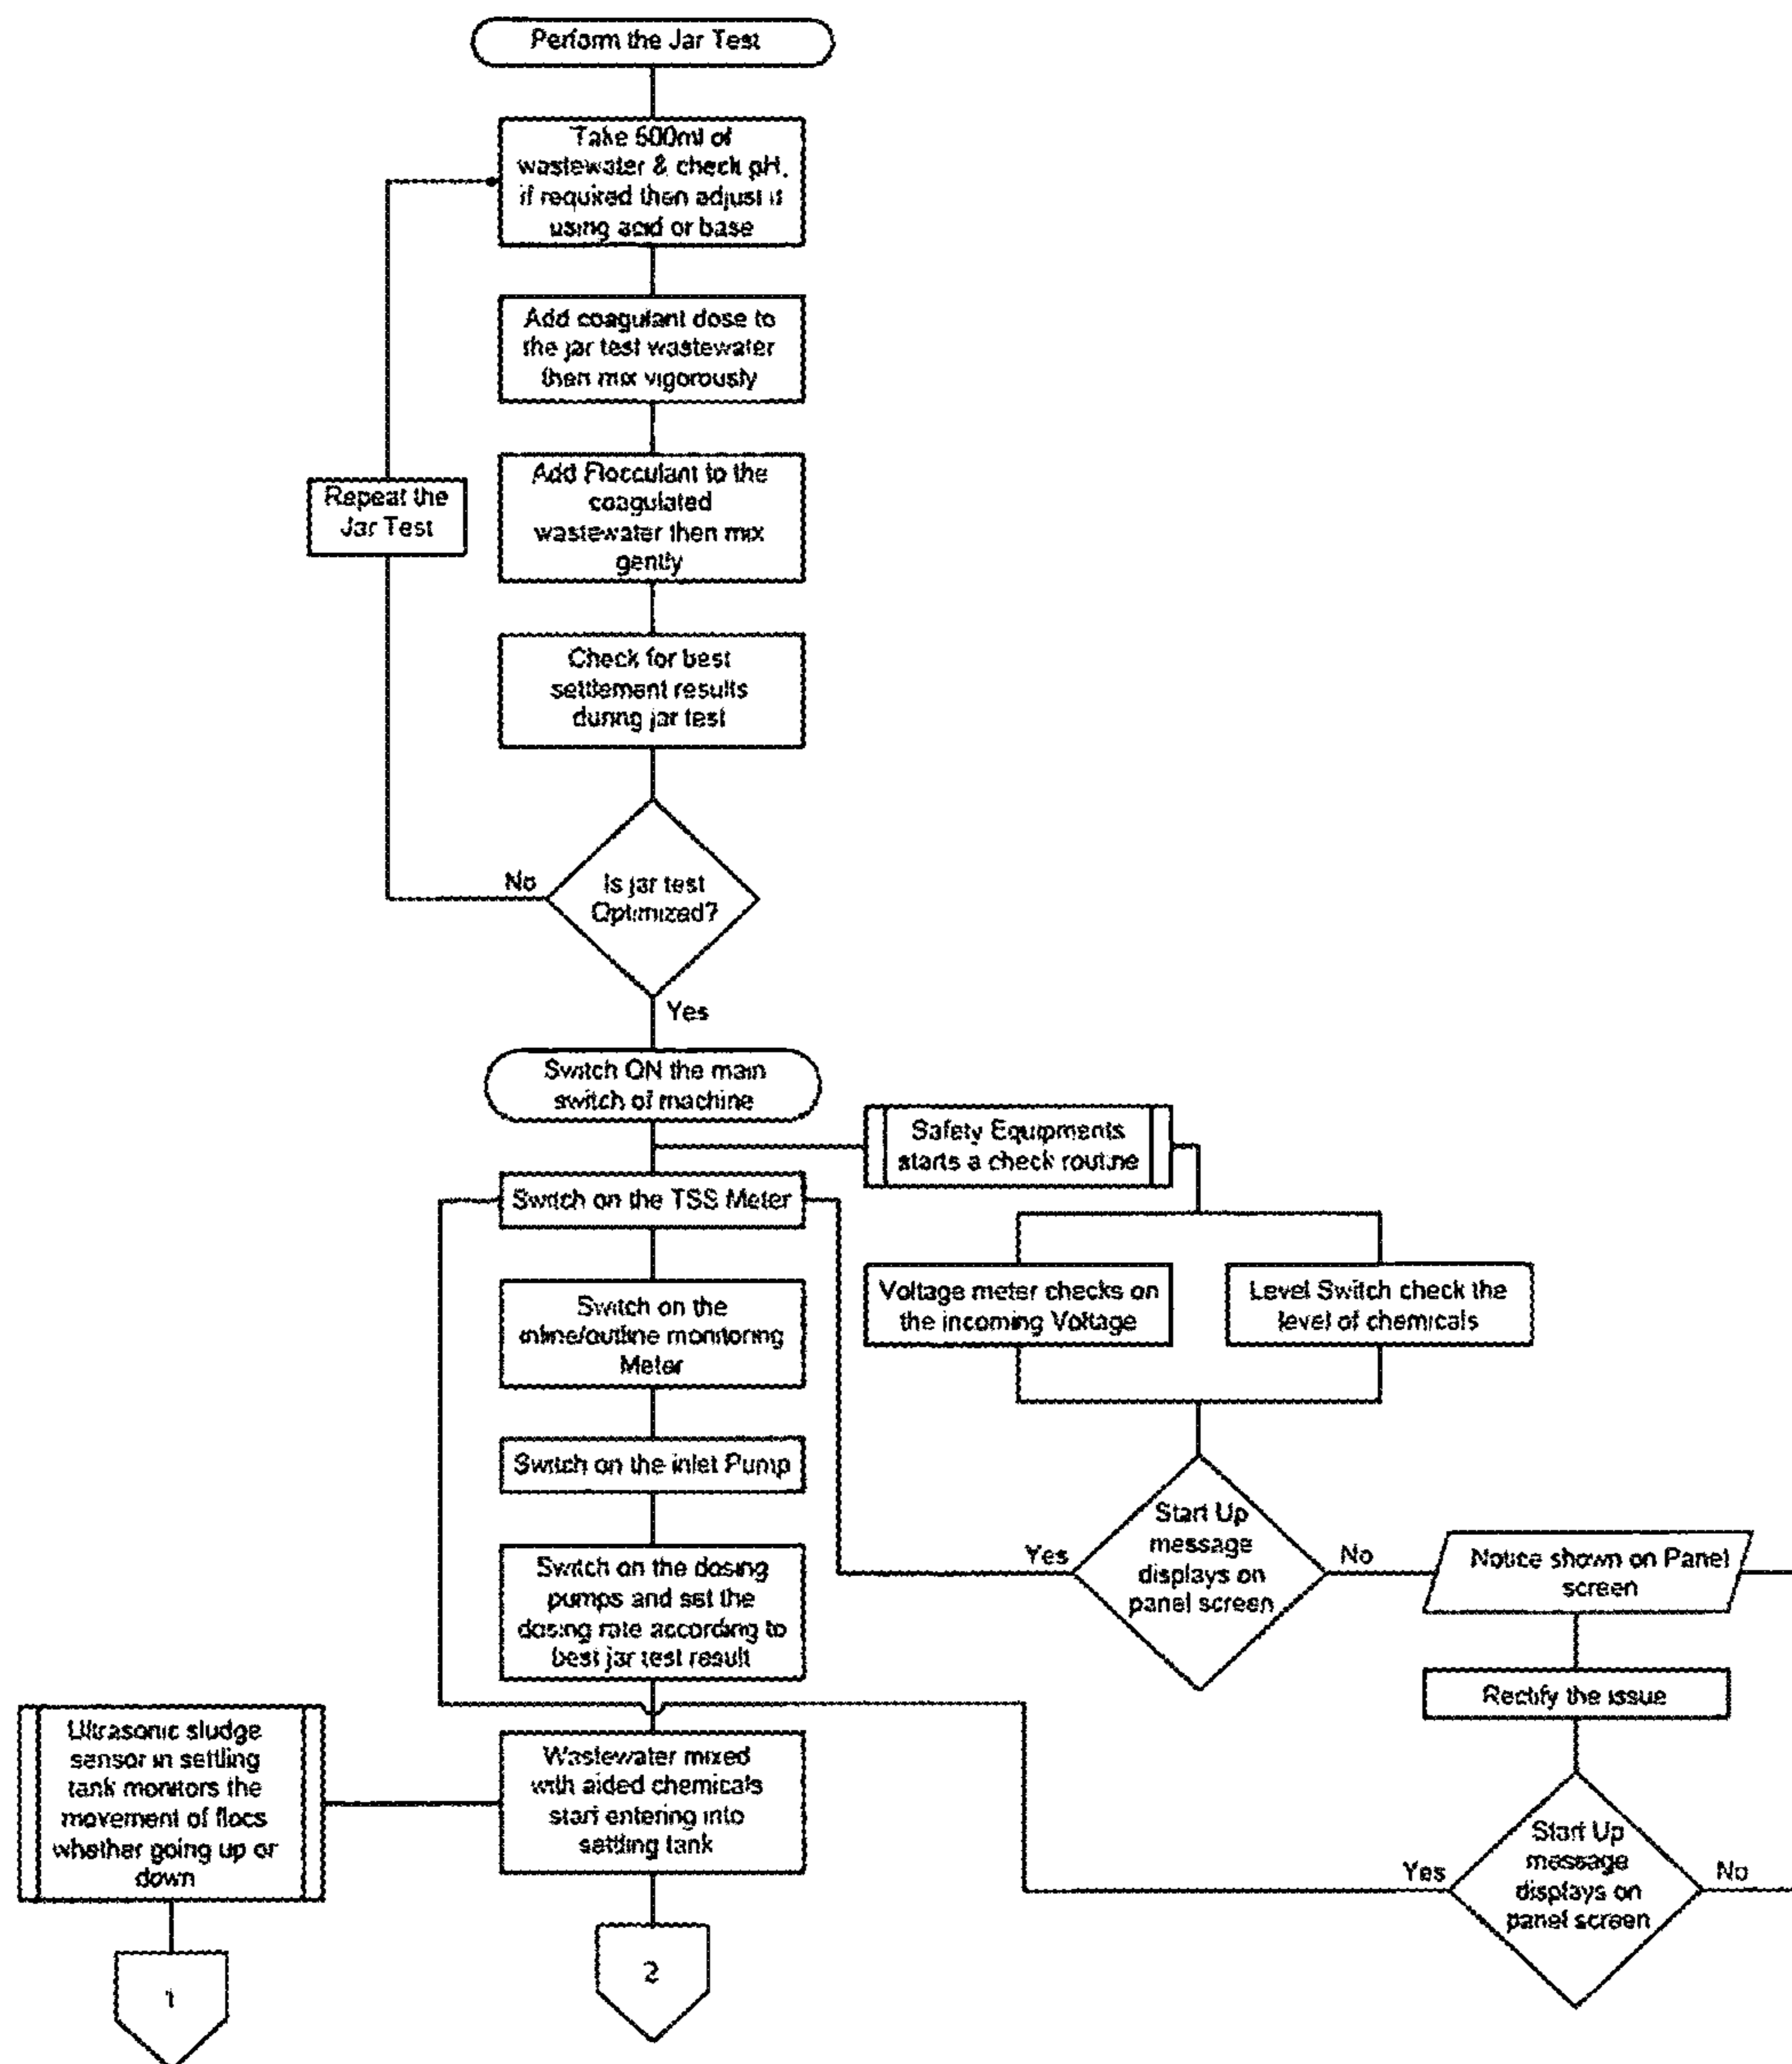 Perform the Jar Test
Take 500ml of
wastewater & check pH,
if required then adjust it
using acid or base
Add coagulant dose to
the jar test wastewater
then mix vigorously
Add Flocculant to the
coagulated
wastewater then mix
gently
Repeat the
Jar Test
Check for best
settlement results
during jar test
No
Is jar test
Optimized?
Yes
Switch ON the main
switch of machine
Safety Equipments
starts a check routine
Switch on the TSS Meter
Voltage meter checks on
the incoming Voltage
Level Switch check the
level of chemicals
Switch on the
inline/outline monitoring
Meter
Switch on the inlet Pump
Start Up
message
displays on
panel screen
Yes
No
Notice shown on Panel
screen
Switch on the dosing
pumps and set the
dosing rate according to
best jar test result
Rectify the issue
Ultrasonic sludge
sensor in settling
tank monitors the
movement of flocs
whether going up or
down
Wastewater mixed
with aided chemicals
start entering into
settling tank
Start Up
message
displays on
panel screen
Yes
No
1
2